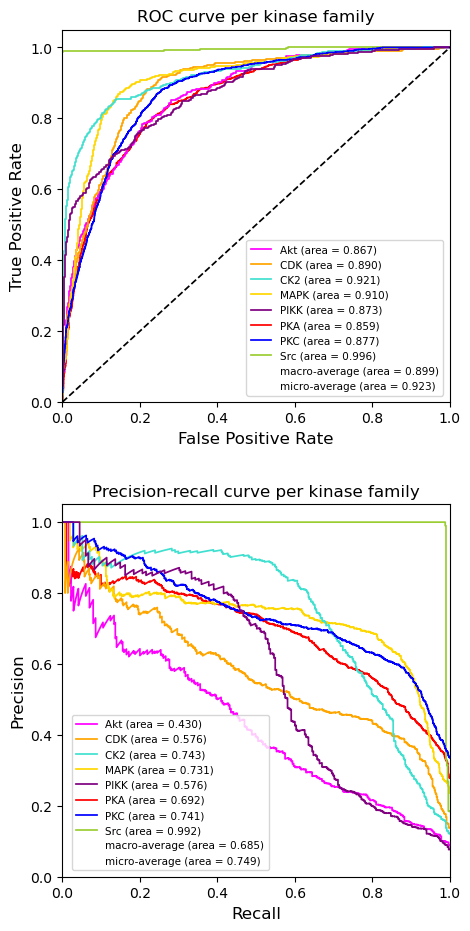 ROC curve per kinase family
1.0
0.8
0.6
0.4
0.2
0.0
True Positive Rate
Akt (area = 0.867)
CDK (area = 0.890)
CK2 (area = 0.921)
MAPK (area = 0.910)
PIKK (area = 0.873)
PKA (area = 0.859)
PKC (area = 0.877)
Src (area = 0.996)
macro-average (area = 0.899)
micro-average (area = 0.923)
0.0 0.2 0.4 0.6 0.8 1.0
False Positive Rate
Precision-recall curve per kinase family
1.0
0.8
0.6
0.4
0.2
0.0
Precision
Akt (area = 0.430)
CDK (area = 0.576)
CK2 (area = 0.743)
MAPK (area = 0.731)
PIKK (area = 0.576)
PKA (area = 0.692)
PKC (area = 0.741)
Src (area = 0.992)
macro-average (area = 0.685)
micro-average (area = 0.749)
0.0 0.2 0.4 0.6 0.8 1.0
Recall